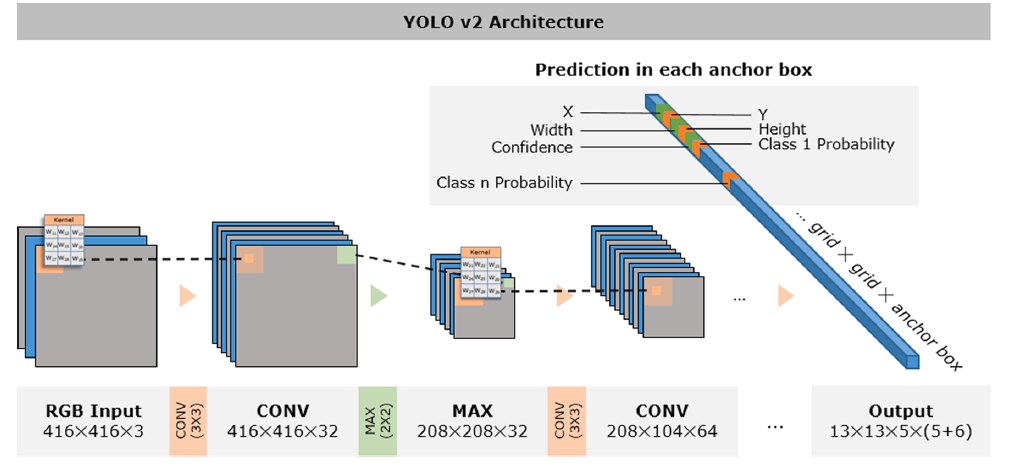 YOLO v2 Architecture
Prediction in each anchor box
X
Y
Width
Height
Confidence
Class 1 Probability
Class n Probability
... grid × grid × anchor box
Kernel
Kernel
...
RGB Input
416×416×3
CONV
(3X3)
CONV
416×416×32
MAX
(2X2)
MAX
208×208×32
CONV
(3X3)
CONV
208×104×64
...
Output
13×13×5×(5+6)